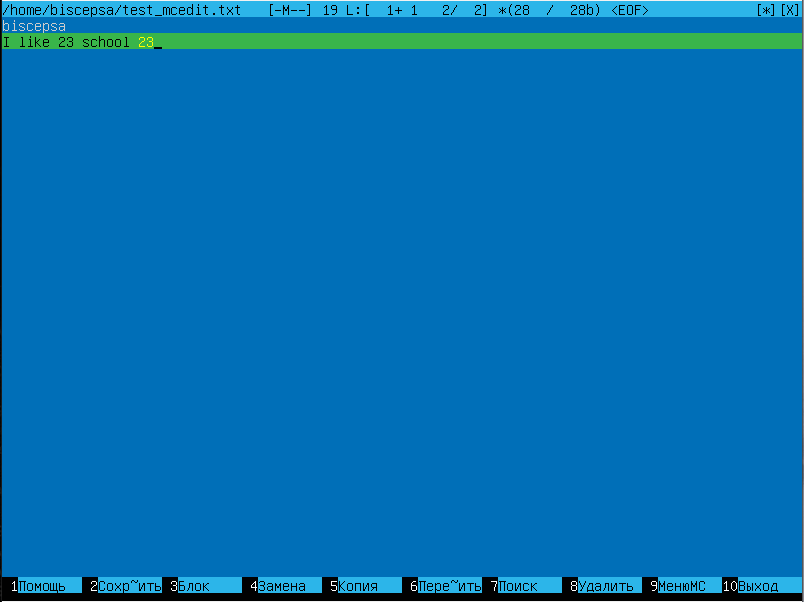 /home/biscepsa/test_mcedit.txt [-M--] 19 L:[ 1+ 1 2/ 2] *(28 / 28b) <EOF> [*][X]
biscepsa
I like 23 school 23_
1Помощь 2Сохр~ить 3Блок 4Замена 5Копия 6Пере~ить 7Поиск 8Удалить 9МенюMC 10Выход